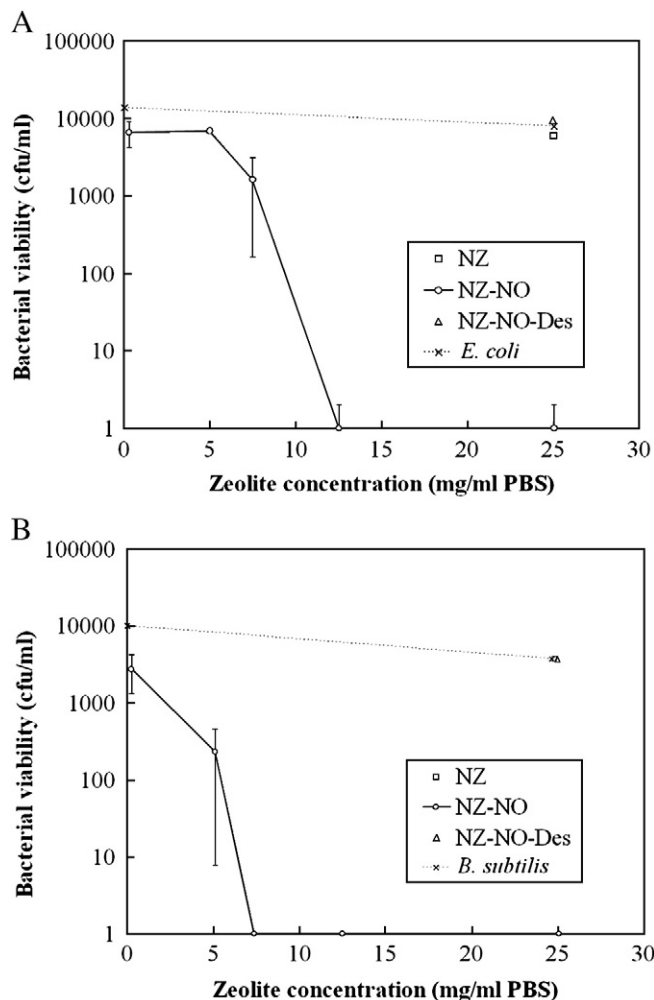 A
100000
10000
1000
100
10
1
Bacterial viability (cfu/ml)
NZ
NZ-NO
NZ-NO-Des
E. coli
0 5 10 15 20 25 30
Zeolite concentration (mg/ml PBS)
B
100000
10000
1000
100
10
1
Bacterial viability (cfu/ml)
NZ
NZ-NO
NZ-NO-Des
B. subtilis
0 5 10 15 20 25 30
Zeolite concentration (mg/ml PBS)